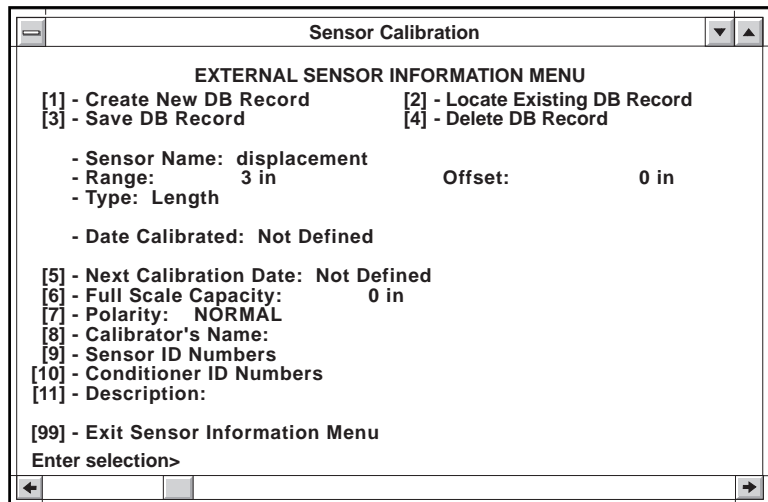 Sensor Calibration
EXTERNAL SENSOR INFORMATION MENU
[1] - Create New DB Record [2] - Locate Existing DB Record
[3] - Save DB Record [4] - Delete DB Record
- Sensor Name: displacement
- Range: 3 in Offset: 0 in
- Type: Length
- Date Calibrated: Not Defined
[5] - Next Calibration Date: Not Defined
[6] - Full Scale Capacity: 0 in
[7] - Polarity: NORMAL
[8] - Calibrator's Name:
[9] - Sensor ID Numbers
[10] - Conditioner ID Numbers
[11] - Description:
[99] - Exit Sensor Information Menu
Enter selection>